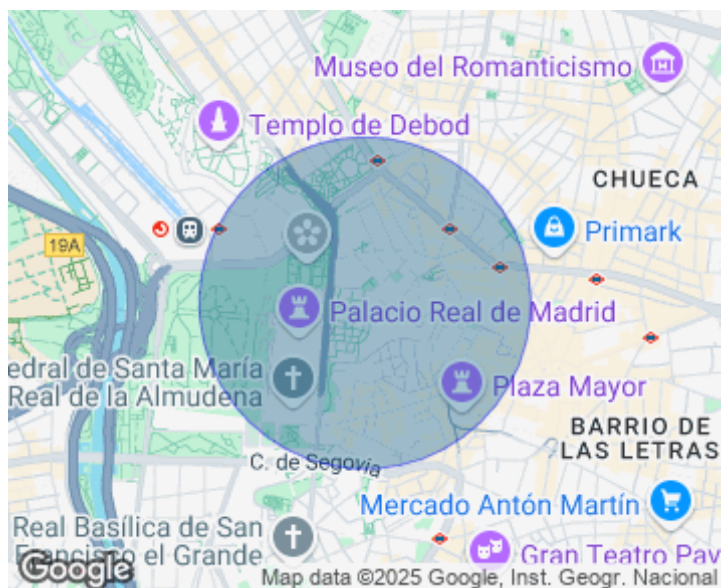 Museo del Romanticismo
Templo de Debod
CHUECA
Primark
19A
Palacio Real de Madrid
edral de Santa María
Real de la Almudena
Plaza Mayor
BARRIO DE
LAS LETRAS
C. de Segovia
Mercado Antón Martín
Real Basílica de San
Francisco el Grande
Gran Teatro Pav
Google
Map data ©2025 Google, Inst. Geogr. Nacional